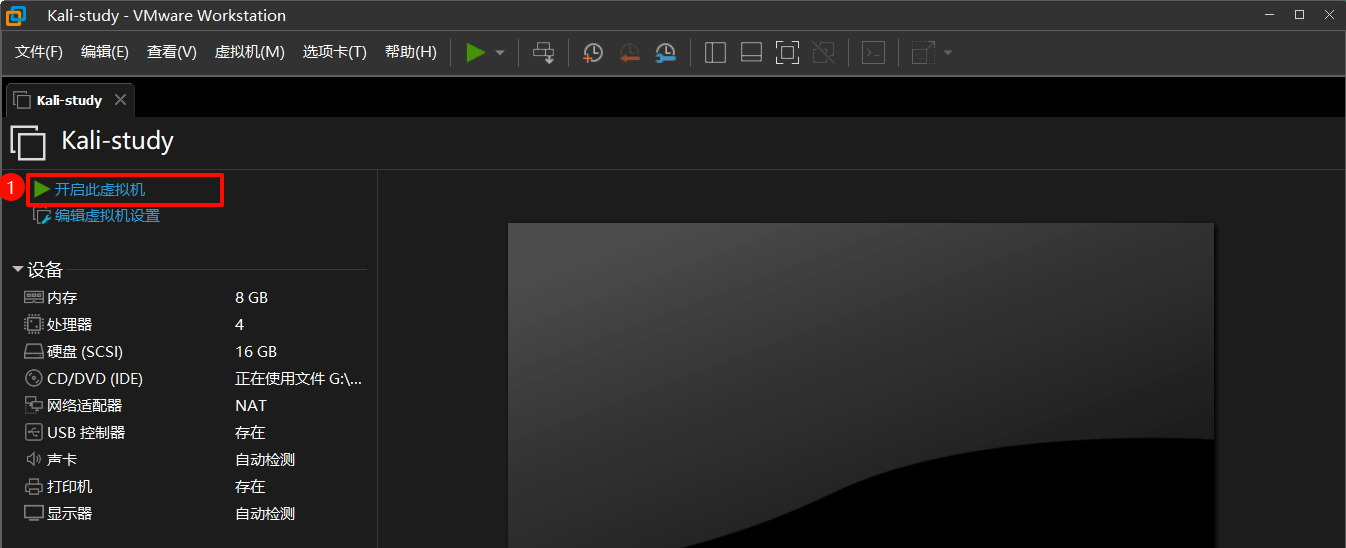 Kali-study - VMware Workstation
文件(F) 编辑(E) 查看(V) 虚拟机(M) 选项卡(T) 帮助(H)
Kali-study
Kali-study
1 开启此虚拟机
编辑虚拟机设置
设备
内存 8 GB
处理器 4
硬盘 (SCSI) 16 GB
CD/DVD (IDE) 正在使用文件 G:\...
网络适配器 NAT
USB 控制器 存在
声卡 自动检测
打印机 存在
显示器 自动检测